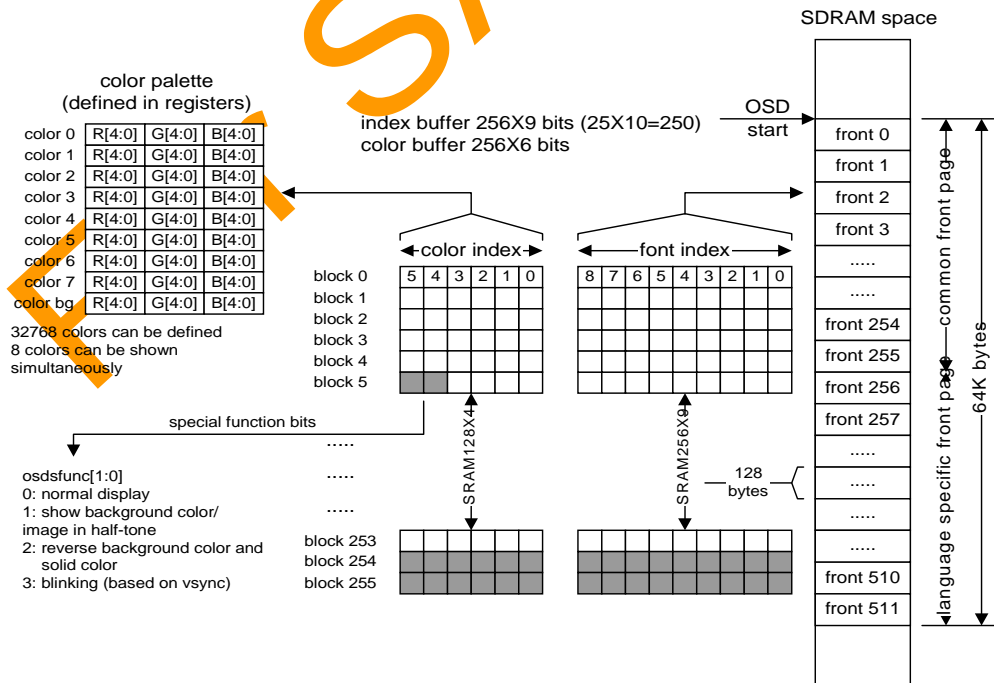 SDRAM space
color palette
(defined in registers)
color 0 R[4:0] G[4:0] B[4:0]
color 1 R[4:0] G[4:0] B[4:0]
color 2 R[4:0] G[4:0] B[4:0]
color 3 R[4:0] G[4:0] B[4:0]
color 4 R[4:0] G[4:0] B[4:0]
color 5 R[4:0] G[4:0] B[4:0]
color 6 R[4:0] G[4:0] B[4:0]
color 7 R[4:0] G[4:0] B[4:0]
color bg R[4:0] G[4:0] B[4:0]
32768 colors can be defined
8 colors can be shown
simultaneously
index buffer 256X9 bits (25X10=250)
color buffer 256X6 bits
OSD
start
color index
5 4 3 2 1 0
font index
8 7 6 5 4 3 2 1 0
block 0
block 1
block 2
block 3
block 4
block 5
.....
.....
.....
block 253
block 254
block 255
SRAM128X4
SRAM256X9
special function bits
osdsfunc[1:0]
0: normal display
1: show background color/
image in half-tone
2: reverse background color and
solid color
3: blinking (based on vsync)
128
bytes
front 0
front 1
front 2
front 3
.....
.....
front 254
front 255
front 256
front 257
.....
.....
.....
.....
front 510
front 511
common front page
language specific front page
64K bytes